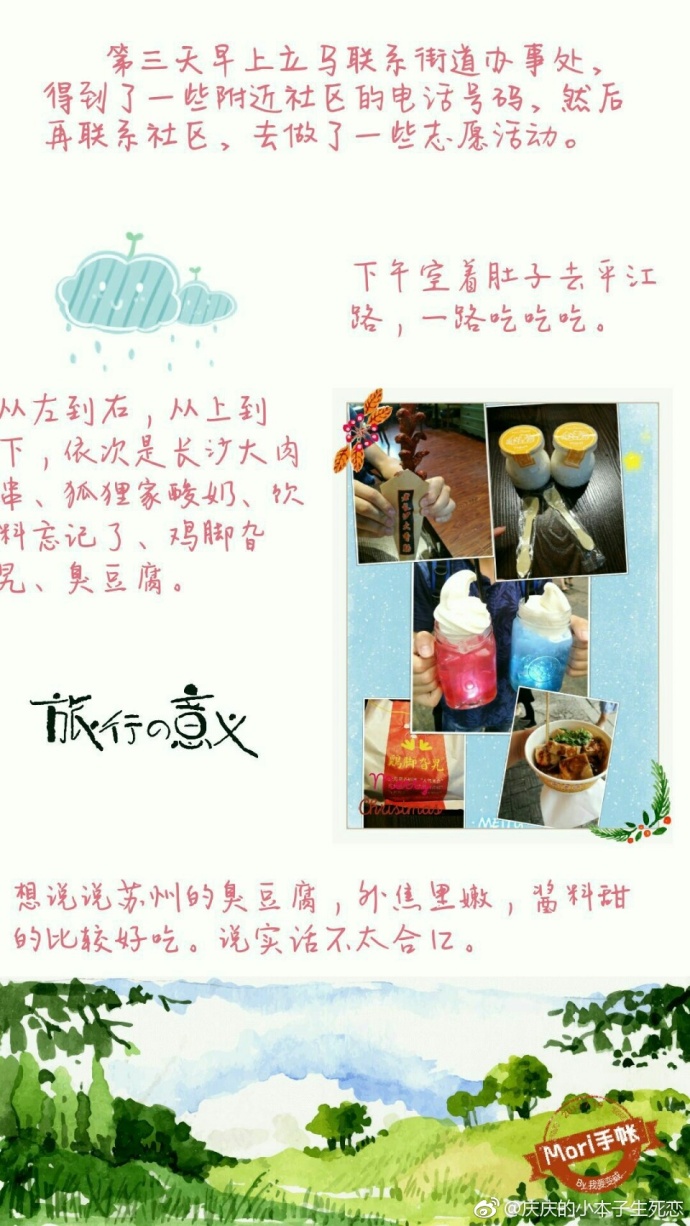 第三天早上立马联系街道办事处，
得到了一些附近社区的电话号码，然后
再联系社区，去做了一些志愿活动。
下午空着肚子去平江
路，一路吃吃吃。
从左到右，从上到
下，依次是长沙大肉
串、狐狸家酸奶、饮
料忘记了、鸡脚旮
旯、臭豆腐。
鸡脚旮旯
Merry
Christmas
旅行の意义
想说说苏州的臭豆腐，外焦里嫩，酱料甜
的比较好吃。说实话不太合口。
Mori手帐
@庆庆的小本子生死恋